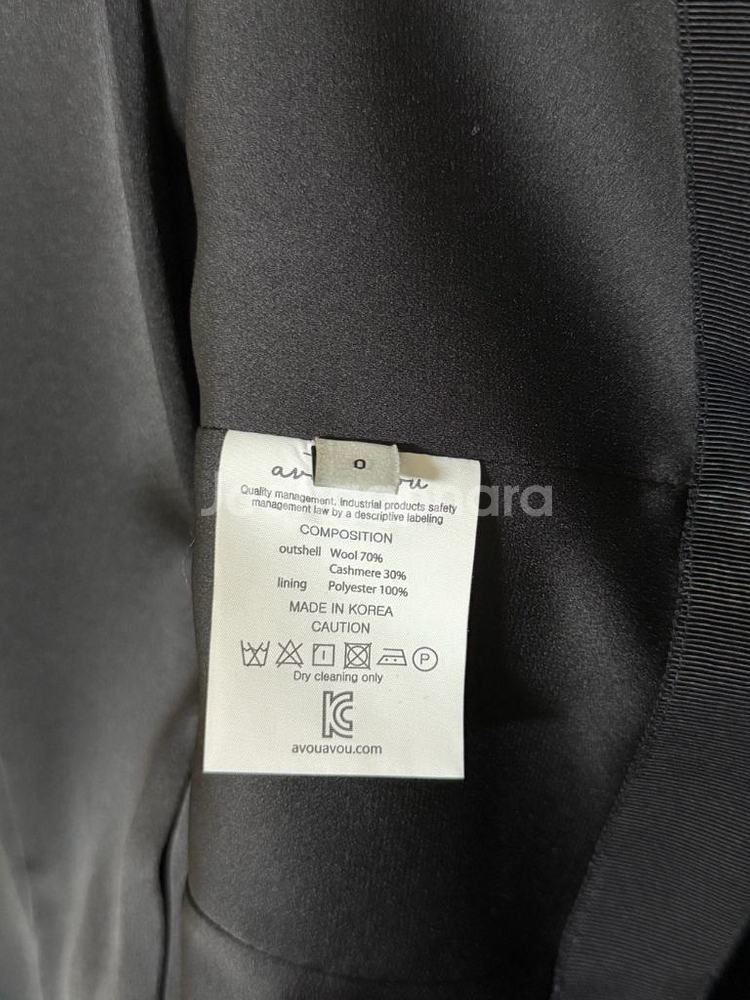 0
Quality management. Industrial products safety
management law by a descriptive labeling
COMPOSITION
outshell Wool 70%
Cashmere 30%
lining Polyester 100%
MADE IN KOREA
CAUTION
P
Dry cleaning only
KC
avouavou.com